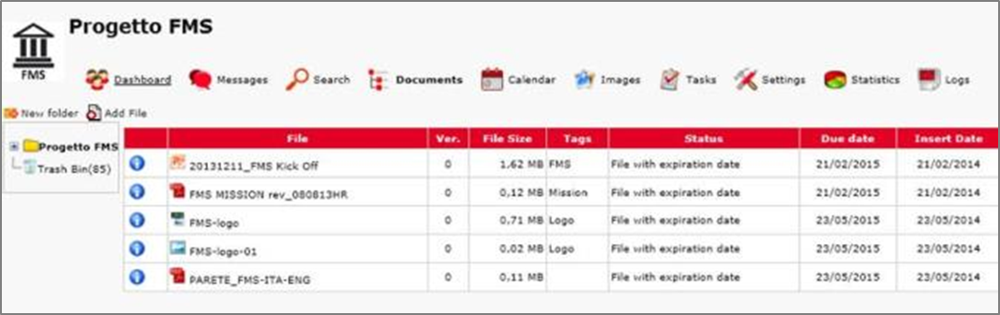 Progetto FMS
FMS
Dashboard Messages Search Documents Calendar Images Tasks Settings Statistics Logs
New folder Add File
Progetto FMS
Trash Bin(85)
File Ver. File Size Tags Status Due date Insert Date
20131211_FMS Kick Off 0 1,62 MB FMS File with expiration date 21/02/2015 21/02/2014
FMS MISSION rev_080813HR 0 0,12 MB Mission File with expiration date 21/02/2015 21/02/2014
FMS-logo 0 0,71 MB Logo File with expiration date 23/05/2015 23/05/2014
FMS-logo-01 0 0,02 MB Logo File with expiration date 23/05/2015 23/05/2014
PARETE_FMS-ITA-ENG 0 0,11 MB File with expiration date 23/05/2015 23/05/2014